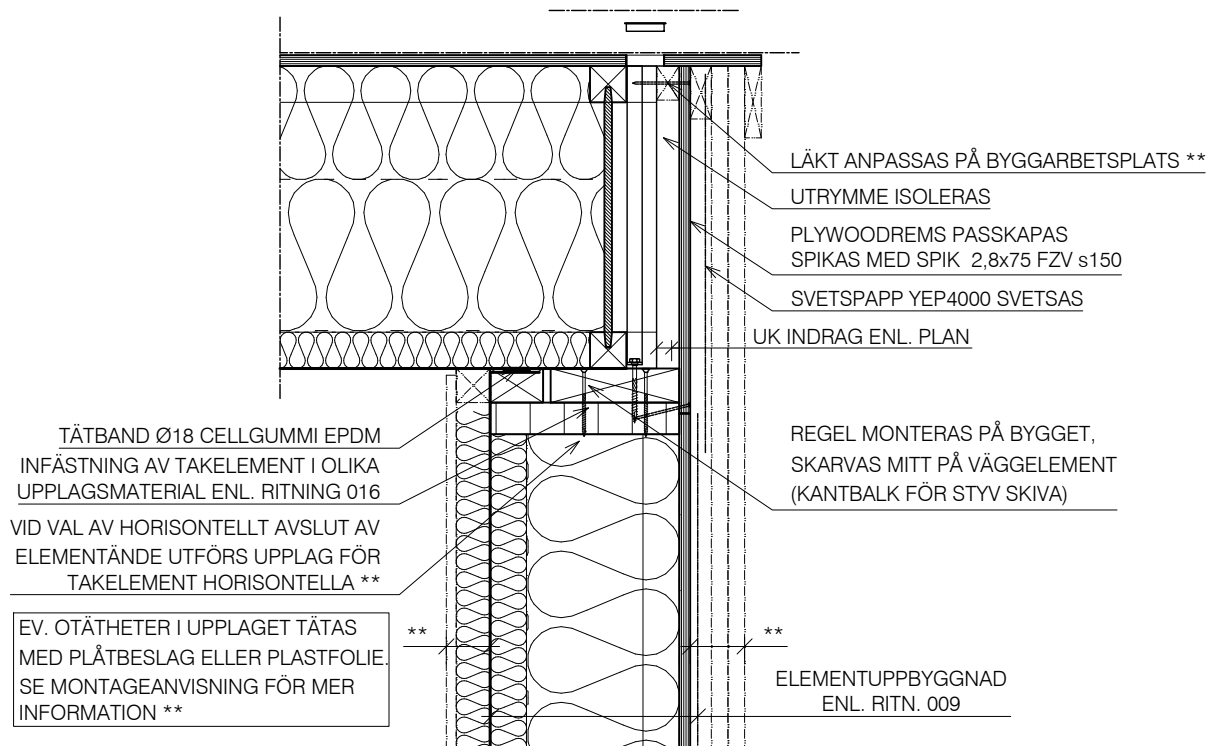 LÄKT ANPASSAS PÅ BYGGARBETSPLATS **
UTRYMME ISOLERAS
PLYWOODREMS PASSKAPAS
SPIKAS MED SPIK 2,8x75 FZV s150
SVETSPAPP YEP4000 SVETSAS
UK INDRAG ENL. PLAN
TÄTBAND Ø18 CELLGUMMI EPDM
INFÄSTNING AV TAKELEMENT I OLIKA
UPPLAGSMATERIAL ENL. RITNING 016
VID VAL AV HORISONTELLT AVSLUT AV
ELEMENTÄNDE UTFÖRS UPPLAG FÖR
TAKELEMENT HORISONTELLA **
EV. OTÄTHETER I UPPLAGET TÄTAS
MED PLÅTBESLAG ELLER PLASTFOLIE.
SE MONTAGEANVISNING FÖR MER
INFORMATION **
**
**
REGEL MONTERAS PÅ BYGGET,
SKARVAS MITT PÅ VÄGGELEMENT
(KANTBALK FÖR STYV SKIVA)
ELEMENTUPPBYGGNAD
ENL. RITN. 009